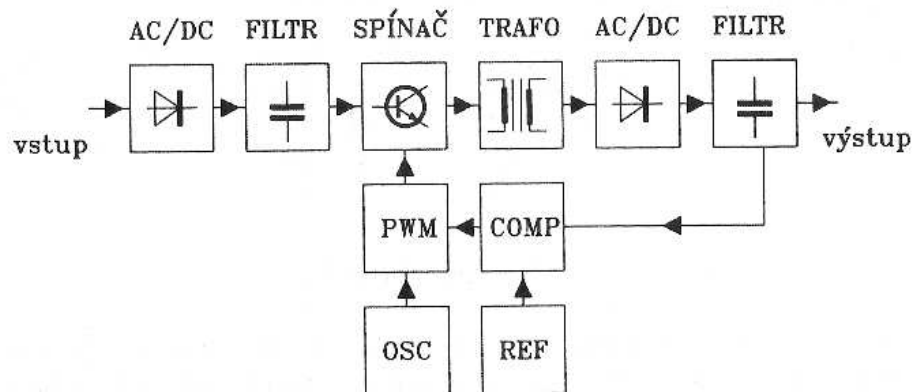 AC/DC FILTR SPÍNAČ TRAFO AC/DC FILTR
vstup výstup
PWM COMP
OSC REF